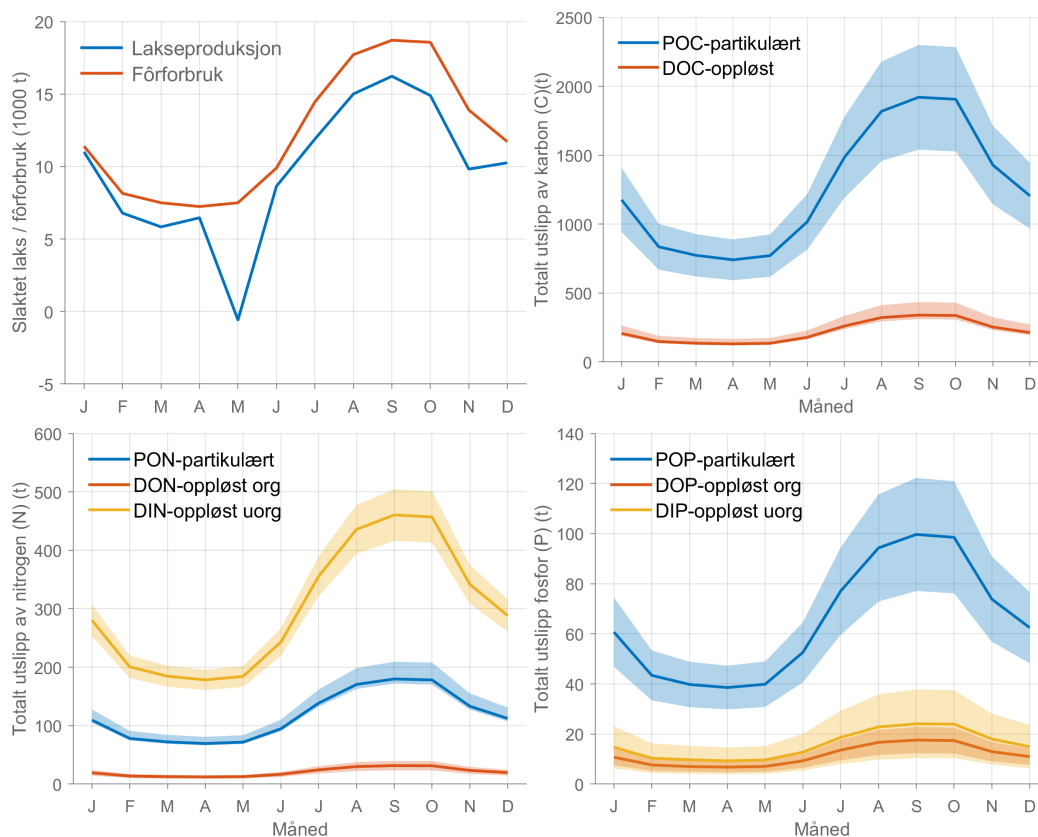 Slaktet laks / fôrforbruk (1000 t)
20
15
10
5
0
-5
Lakseproduksjon
Fôrforbruk
J F M A M J J A S O N D
Totalt utslipp av karbon (C)(t)
2500
2000
1500
1000
500
0
POC-partikulært
DOC-oppløst
J F M A M J J A S O N D
Måned
Totalt utslipp av nitrogen (N) (t)
600
500
400
300
200
100
0
PON-partikulært
DON-oppløst org
DIN-oppløst uorg
J F M A M J J A S O N D
Måned
Totalt utslipp fosfor (P) (t)
140
120
100
80
60
40
20
0
POP-partikulært
DOP-oppløst org
DIP-oppløst uorg
J F M A M J J A S O N D
Måned